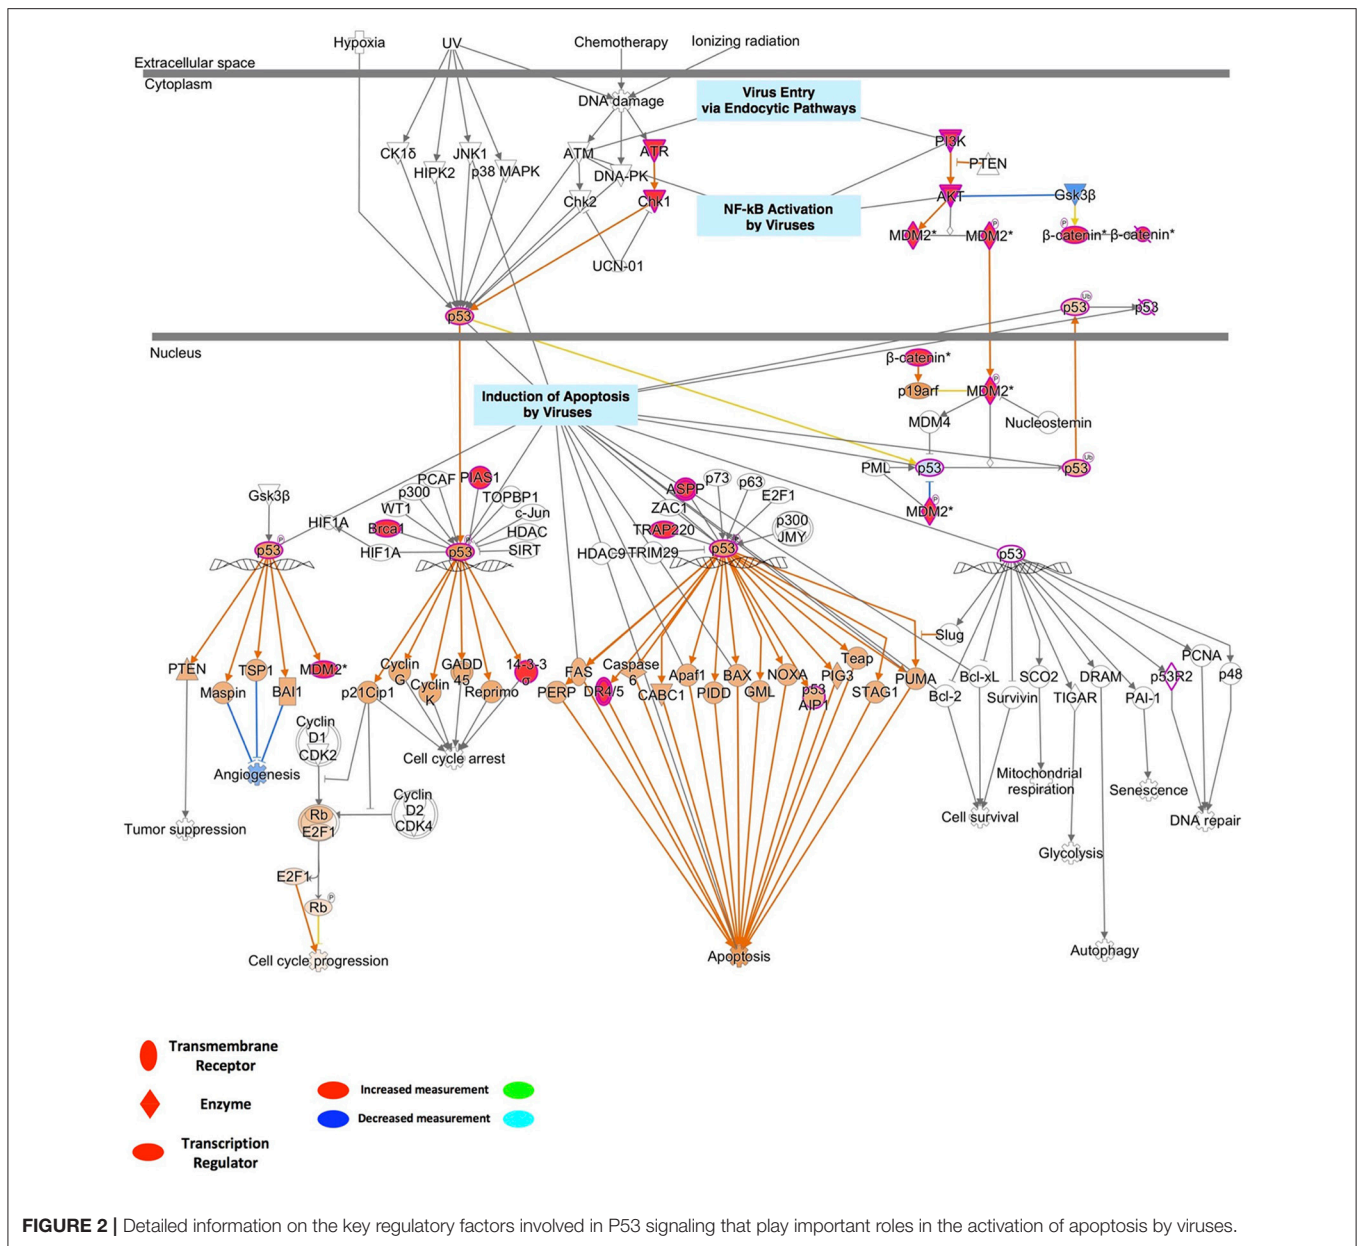 Hypoxia
UV
Chemotherapy
Ionizing radiation
Extracellular space
Cytoplasm
DNA damage
Virus Entry
via Endocytic Pathways
CK1δ
HIPK2
JNK1
p38 MAPK
ATM
ATR
DNA-PK
Chk2
Chk1
UCN-01
PI3K
PTEN
NF-kB Activation
by Viruses
AKT
Gsk3β
MDM2*
P
MDM2*
P
β-catenin*
β-catenin*
p53
p53
Ub
p53
Nucleus
Induction of Apoptosis
by Viruses
β-catenin*
p19arf
P
MDM2*
MDM4
Nucleostemin
PML
p53
p53
Ub
P
MDM2*
Gsk3β
HIF1A
p53
P
PCAF
PIAS1
p300
TOPBP1
WT1
c-Jun
Brca1
HDAC
HIF1A
p53
P
SIRT
ASPP
p73
p63
ZAC1
E2F1
TRAP220
p300
JMY
HDAC9
TRIM29
p53
p53
PTEN
Maspin
TSP1
BAI1
MDM2*
p21Cip1
Cyclin
G
Cyclin
K
GADD
45
Reprimo
14-3-3
σ
PERP
FAS
DR4/5
Caspase
6
CABC1
Apaf1
PIDD
BAX
GML
NOXA
p53
AIP1
PIG3
Teap
STAG1
PUMA
Slug
Bcl-2
Bcl-xL
Survivin
SCO2
TIGAR
DRAM
PAI-1
p53R2
PCNA
p48
Angiogenesis
Cyclin
D1
CDK2
Cell cycle arrest
Tumor suppression
Rb
E2F1
Cyclin
D2
CDK4
E2F1
Rb
P
Cell cycle progression
Apoptosis
Cell survival
Mitochondrial
respiration
Glycolysis
Autophagy
Senescence
DNA repair
Transmembrane
Receptor
Enzyme
Transcription
Regulator
Increased measurement
Decreased measurement
FIGURE 2 | Detailed information on the key regulatory factors involved in P53 signaling that play important roles in the activation of apoptosis by viruses.